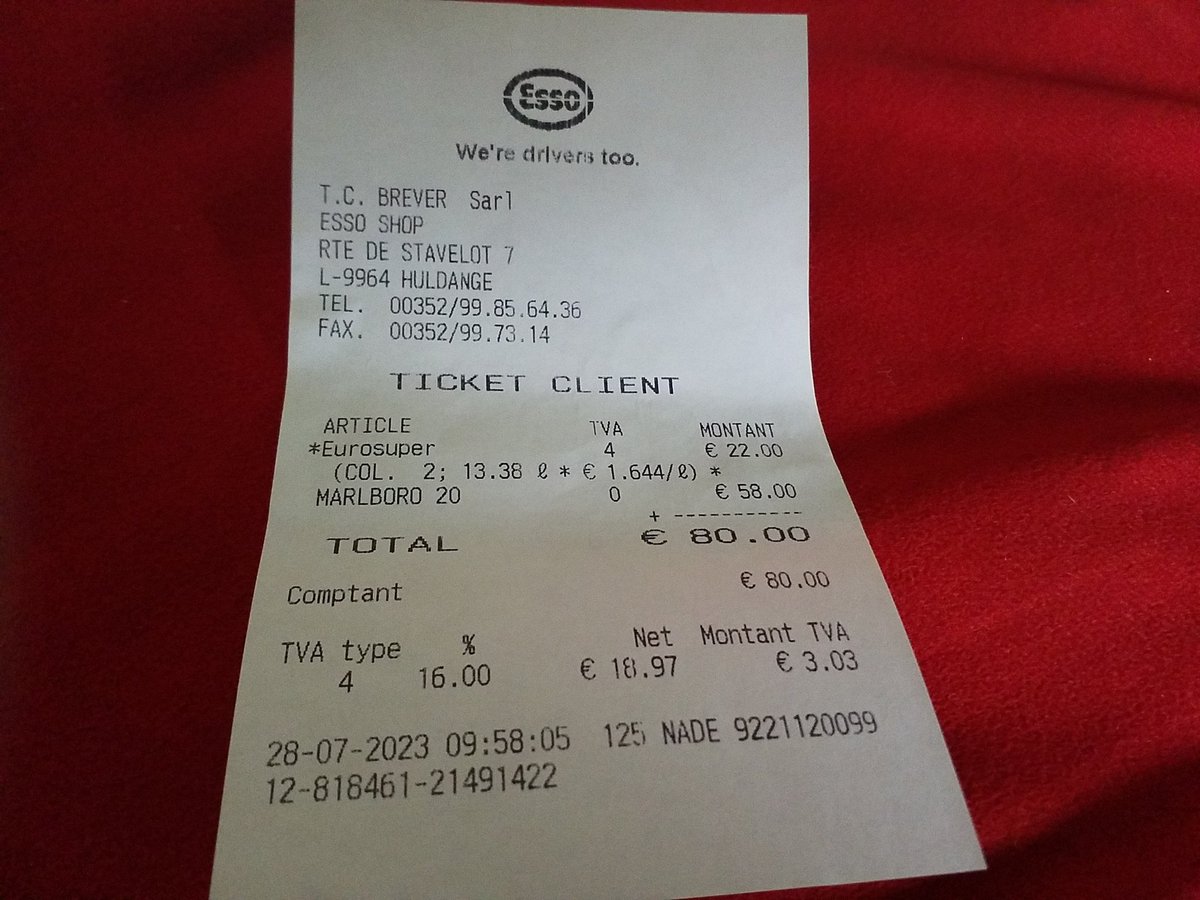 Esso
We're drivers too.
T.C. BREVER Sarl
ESSO SHOP
RTE DE STAVELOT 7
L-9964 HULDANGE
TEL. 00352/99.85.64.36
FAX. 00352/99.73.14
TICKET CLIENT
ARTICLE TVA MONTANT
*Eurosuper 4 € 22.00
(COL. 2; 13.38 ℓ * € 1.644/ℓ) *
MARLBORO 20 0 € 58.00
+ -----------
TOTAL € 80.00
Comptant € 80.00
TVA type % Net Montant TVA
4 16.00 € 18.97 € 3.03
28-07-2023 09:58:05 125 NADE 9221120099
12-818461-21491422